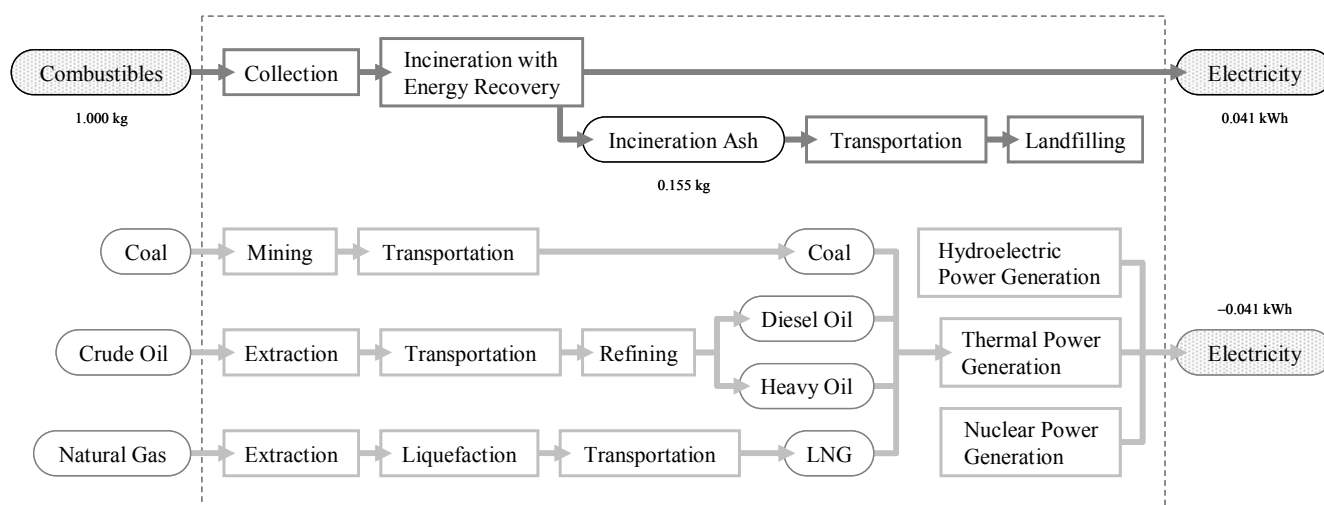 Combustibles
1.000 kg
Collection
Incineration with
Energy Recovery
Electricity
0.041 kWh
Incineration Ash
0.155 kg
Transportation
Landfilling
Coal
Mining
Transportation
Coal
Hydroelectric
Power Generation
Crude Oil
Extraction
Transportation
Refining
Diesel Oil
Heavy Oil
Thermal Power
Generation
−0.041 kWh
Electricity
Natural Gas
Extraction
Liquefaction
Transportation
LNG
Nuclear Power
Generation